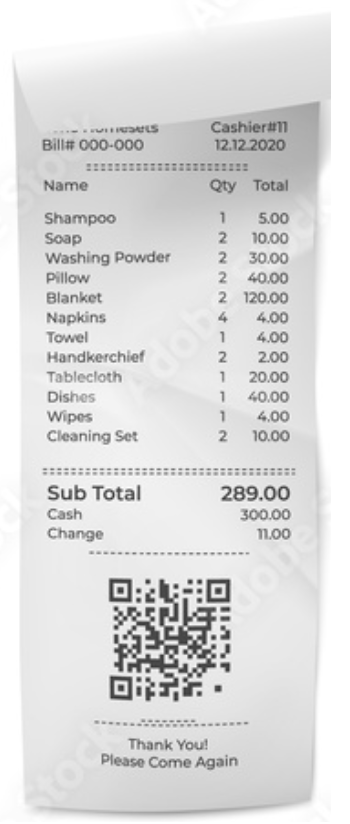 Homesets Cashier#11
Bill# 000-000 12.12.2020
Name Qty Total
Shampoo 1 5.00
Soap 2 10.00
Washing Powder 2 30.00
Pillow 2 40.00
Blanket 2 120.00
Napkins 4 4.00
Towel 1 4.00
Handkerchief 2 2.00
Tablecloth 1 20.00
Dishes 1 40.00
Wipes 1 4.00
Cleaning Set 2 10.00
Sub Total 289.00
Cash 300.00
Change 11.00
Thank You!
Please Come Again